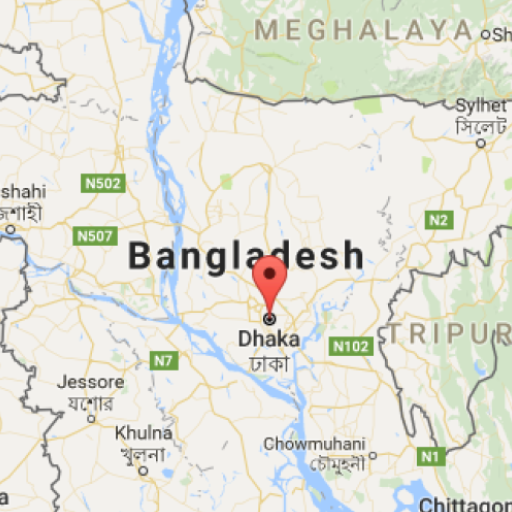 MEGHALAYA
Sh
Sylhet
সিলেট
N502
shahi
জশাহী
N507
N2
Bangladesh
Dhaka
ঢাকা
N102
TRIPUR
N7
Jessore
যশোর
Khulna
খুলনা
Chowmuhani
চৌমুহনী
N1
a
Chittagon